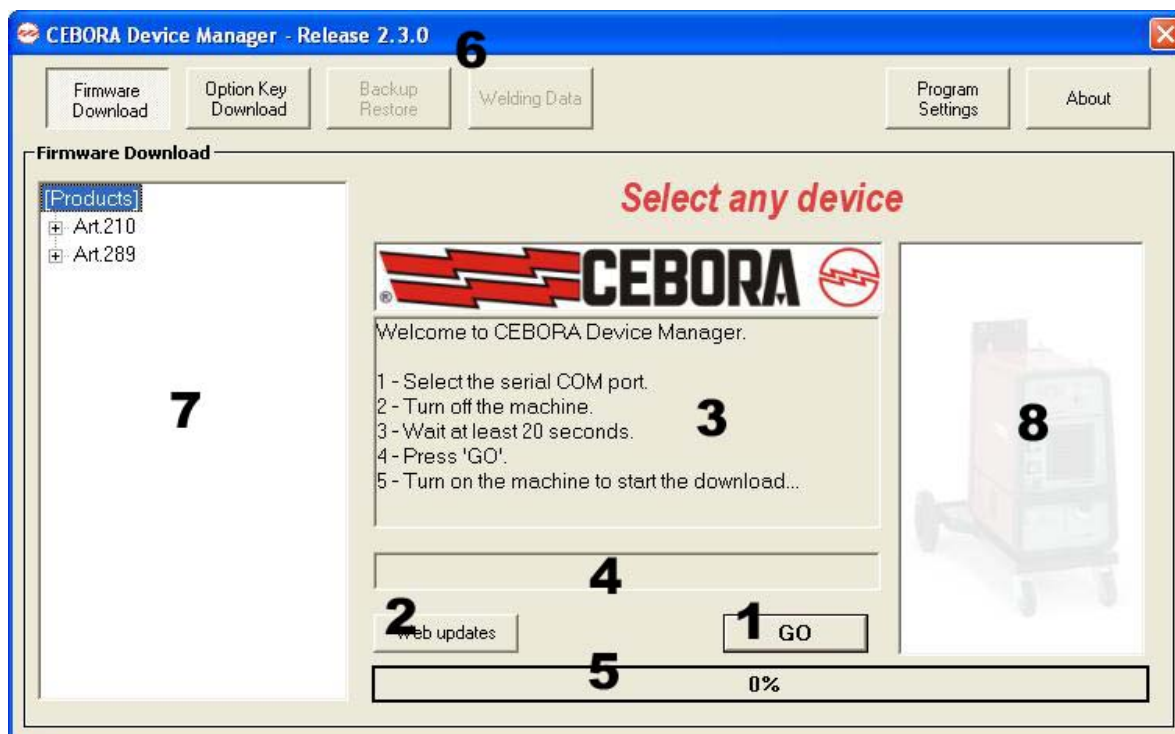 CEBORA Device Manager - Release 2.3.0
6
Firmware
Download
Option Key
Download
Backup
Restore
Welding Data
Program
Settings
About
Firmware Download
[Products]
Art.210
Art.289
7
Select any device
® CEBORA
Welcome to CEBORA Device Manager.
1 - Select the serial COM port.
2 - Turn off the machine.
3 - Wait at least 20 seconds.
4 - Press 'GO'.
5 - Turn on the machine to start the download...
3
8
4
2
Web updates
1
GO
5
0%